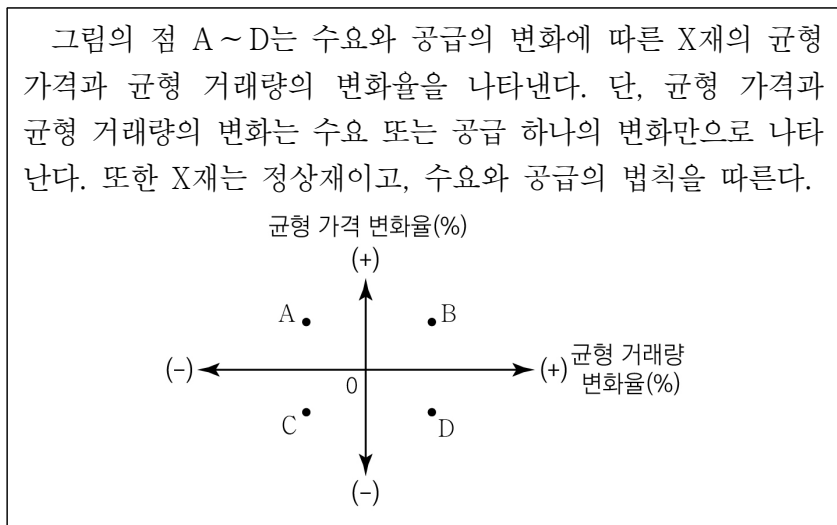 그림의 점 A～D는 수요와 공급의 변화에 따른 X재의 균형
가격과 균형 거래량의 변화율을 나타낸다. 단, 균형 가격과
균형 거래량의 변화는 수요 또는 공급 하나의 변화만으로 나타
난다. 또한 X재는 정상재이고, 수요와 공급의 법칙을 따른다.
균형 가격 변화율(%)
(+)
A
B
(-)
0
(+)
균형 거래량
변화율(%)
C
D
(-)